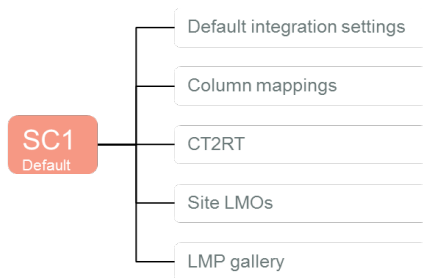 SC1
Default
Default integration settings
Column mappings
CT2RT
Site LMOs
LMP gallery